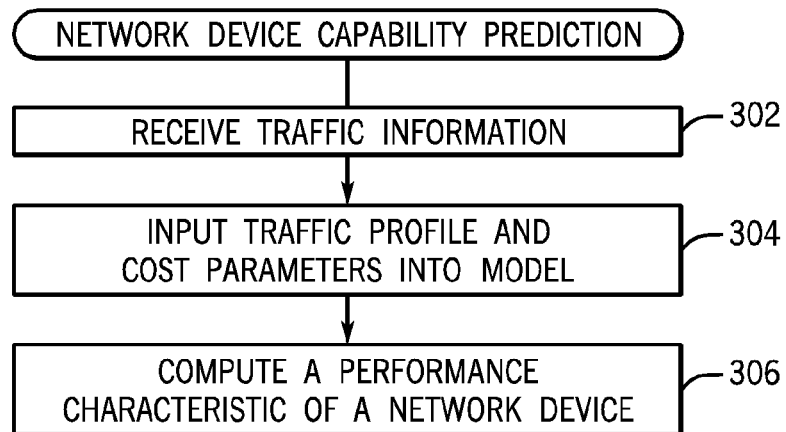 NETWORK DEVICE CAPABILITY PREDICTION
RECEIVE TRAFFIC INFORMATION
302
INPUT TRAFFIC PROFILE AND
COST PARAMETERS INTO MODEL
304
COMPUTE A PERFORMANCE
CHARACTERISTIC OF A NETWORK DEVICE
306